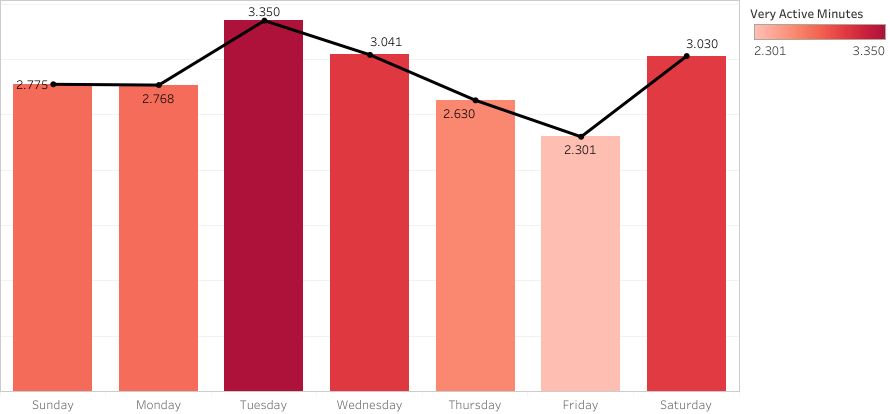 3.350
3.041
3.030
2.775
2.768
2.630
2.301
Sunday
Monday
Tuesday
Wednesday
Thursday
Friday
Saturday
Very Active Minutes
2.301
3.350